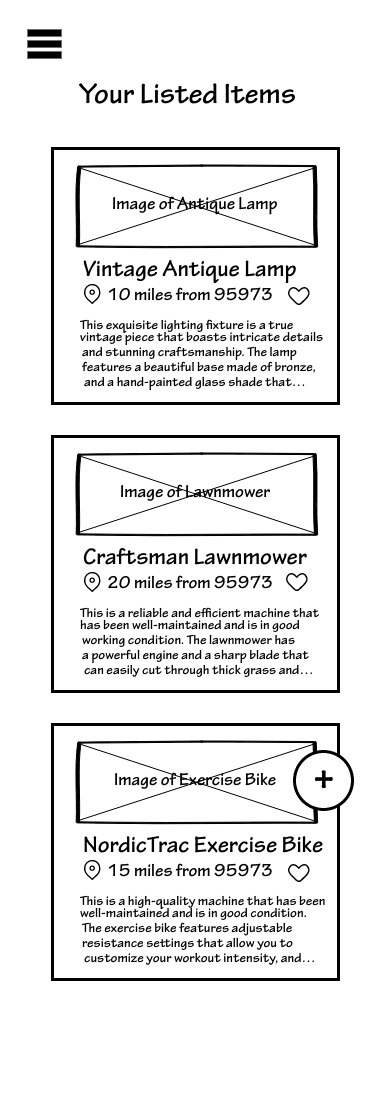 Your Listed Items
Image of Antique Lamp
Vintage Antique Lamp
10 miles from 95973
This exquisite lighting fixture is a true
vintage piece that boasts intricate details
and stunning craftsmanship. The lamp
features a beautiful base made of bronze,
and a hand-painted glass shade that...
Image of Lawnmower
Craftsman Lawnmower
20 miles from 95973
This is a reliable and efficient machine that
has been well-maintained and is in good
working condition. The lawnmower has
a powerful engine and a sharp blade that
can easily cut through thick grass and...
Image of Exercise Bike
+
NordicTrac Exercise Bike
15 miles from 95973
This is a high-quality machine that has been
well-maintained and is in good condition.
The exercise bike features adjustable
resistance settings that allow you to
customize your workout intensity, and...